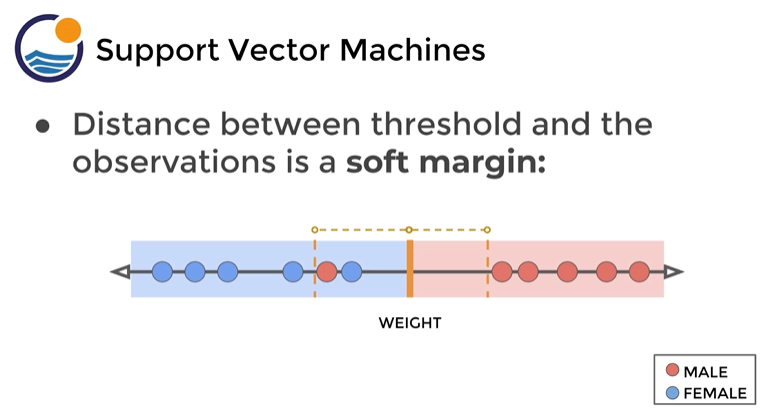 Support Vector Machines
● Distance between threshold and the
observations is a soft margin:
WEIGHT
MALE
FEMALE